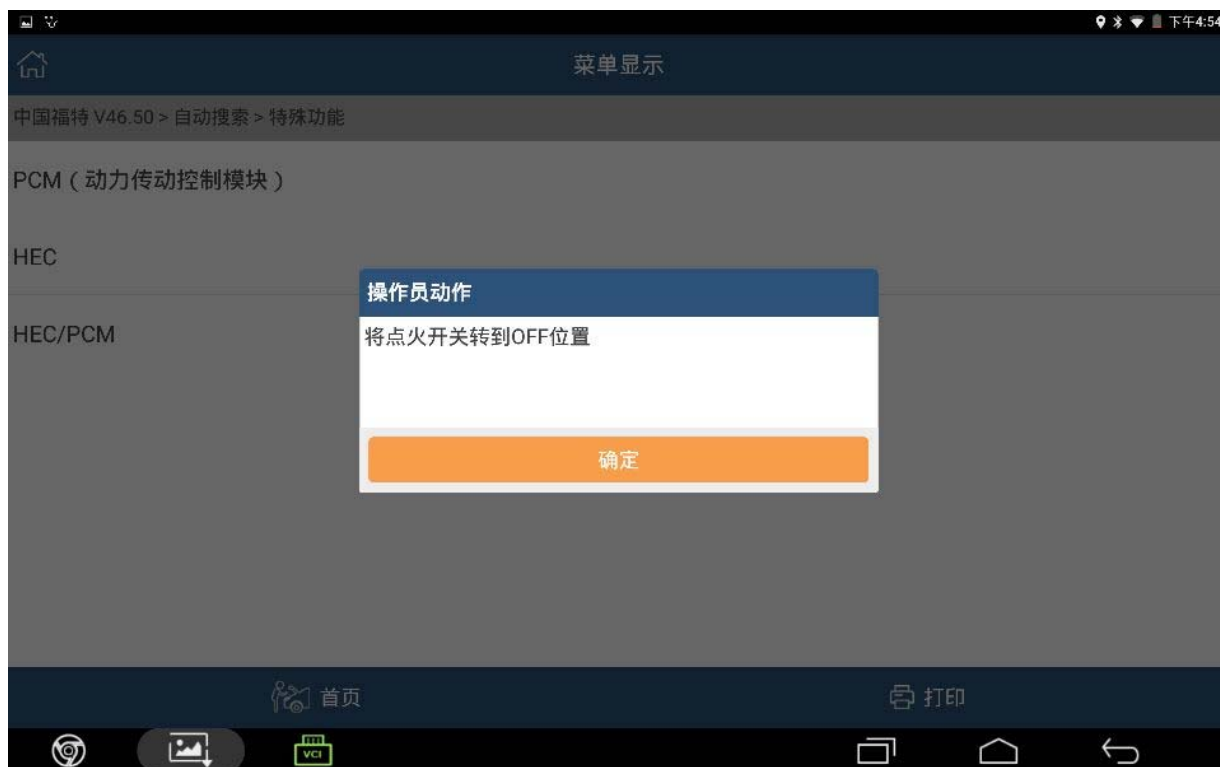 下午4:54
菜单显示
中国福特 V46.50 > 自动搜索 > 特殊功能
PCM ( 动力传动控制模块 )
HEC
HEC/PCM
操作员动作
将点火开关转到OFF位置
确定
首页
打印
VCI